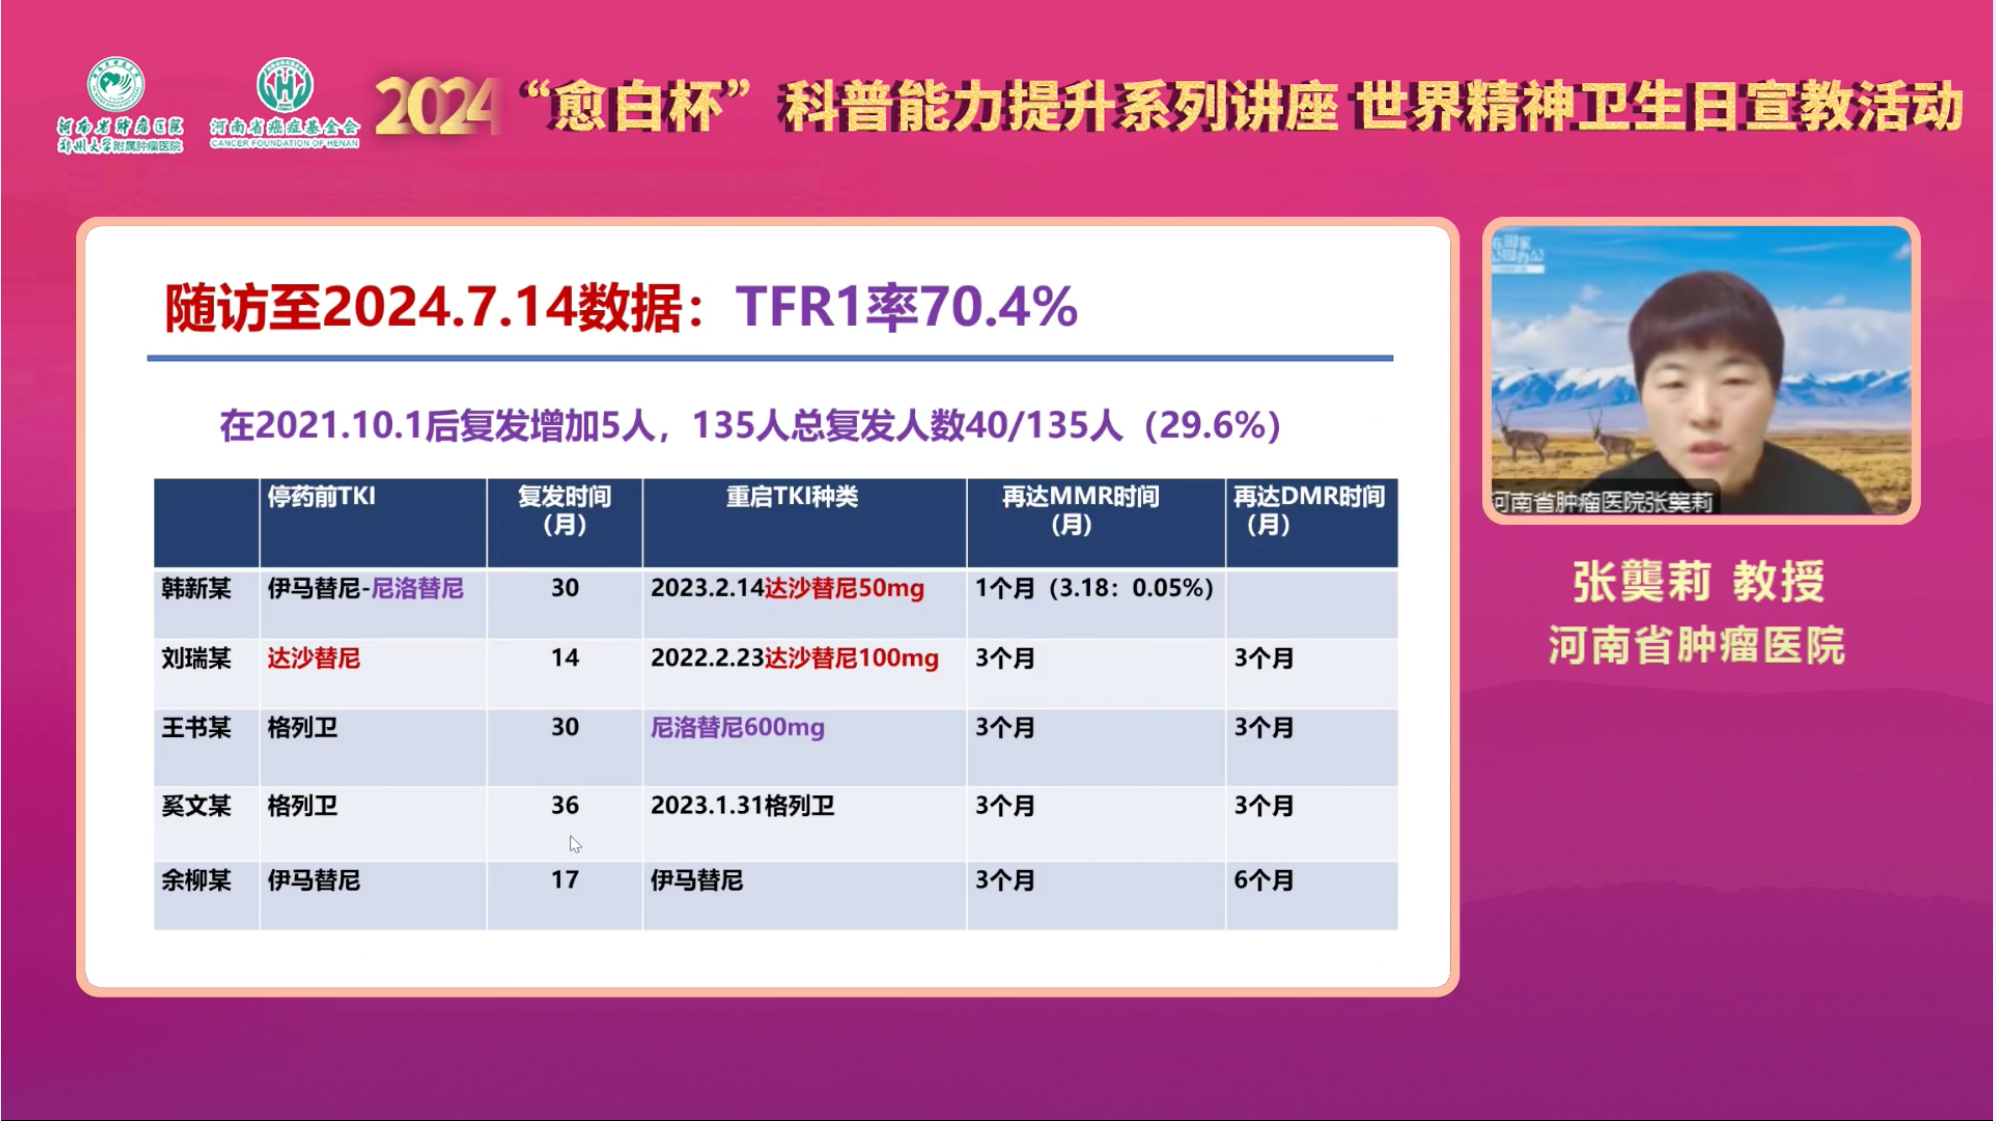 河南省肿瘤医院
郑州大学附属肿瘤医院
河南省癌症基金会
CANCER FOUNDATION OF HENAN
2024“愈白杯”科普能力提升系列讲座 世界精神卫生日宣教活动
随访至2024.7.14数据：TFR1率70.4%
在2021.10.1后复发增加5人，135人总复发人数40/135人（29.6%）
停药前TKI 复发时间（月） 重启TKI种类 再达MMR时间（月） 再达DMR时间（月）
韩新某 伊马替尼-尼洛替尼 30 2023.2.14达沙替尼50mg 1个月（3.18：0.05%）
刘瑞某 达沙替尼 14 2022.2.23达沙替尼100mg 3个月 3个月
王书某 格列卫 30 尼洛替尼600mg 3个月 3个月
奚文某 格列卫 36 2023.1.31格列卫 3个月 3个月
余柳某 伊马替尼 17 伊马替尼 3个月 6个月
河南省肿瘤医院张龑莉
张龑莉 教授
河南省肿瘤医院